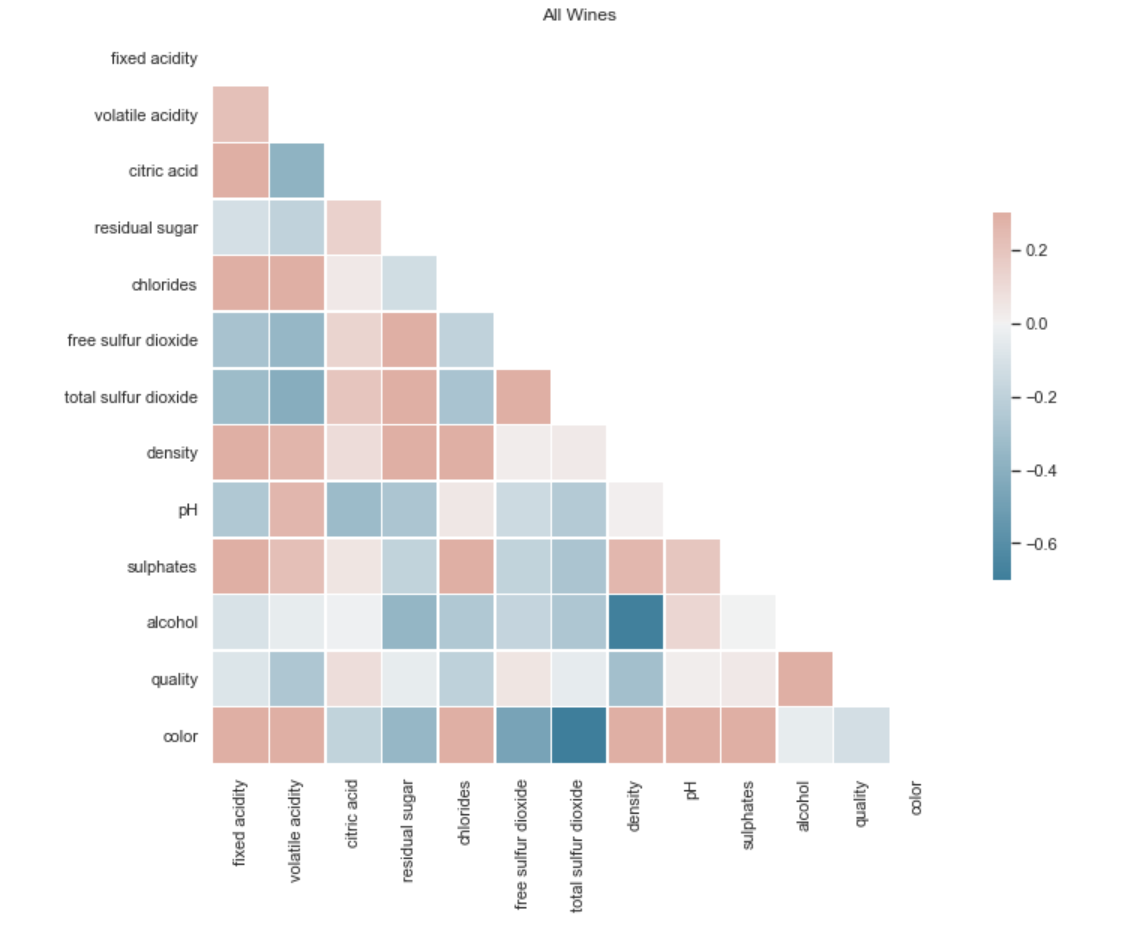 All Wines
fixed acidity
volatile acidity
citric acid
residual sugar
chlorides
free sulfur dioxide
total sulfur dioxide
density
pH
sulphates
alcohol
quality
color
fixed acidity
volatile acidity
citric acid
residual sugar
chlorides
free sulfur dioxide
total sulfur dioxide
density
pH
sulphates
alcohol
quality
color
0.2
0.0
−0.2
−0.4
−0.6